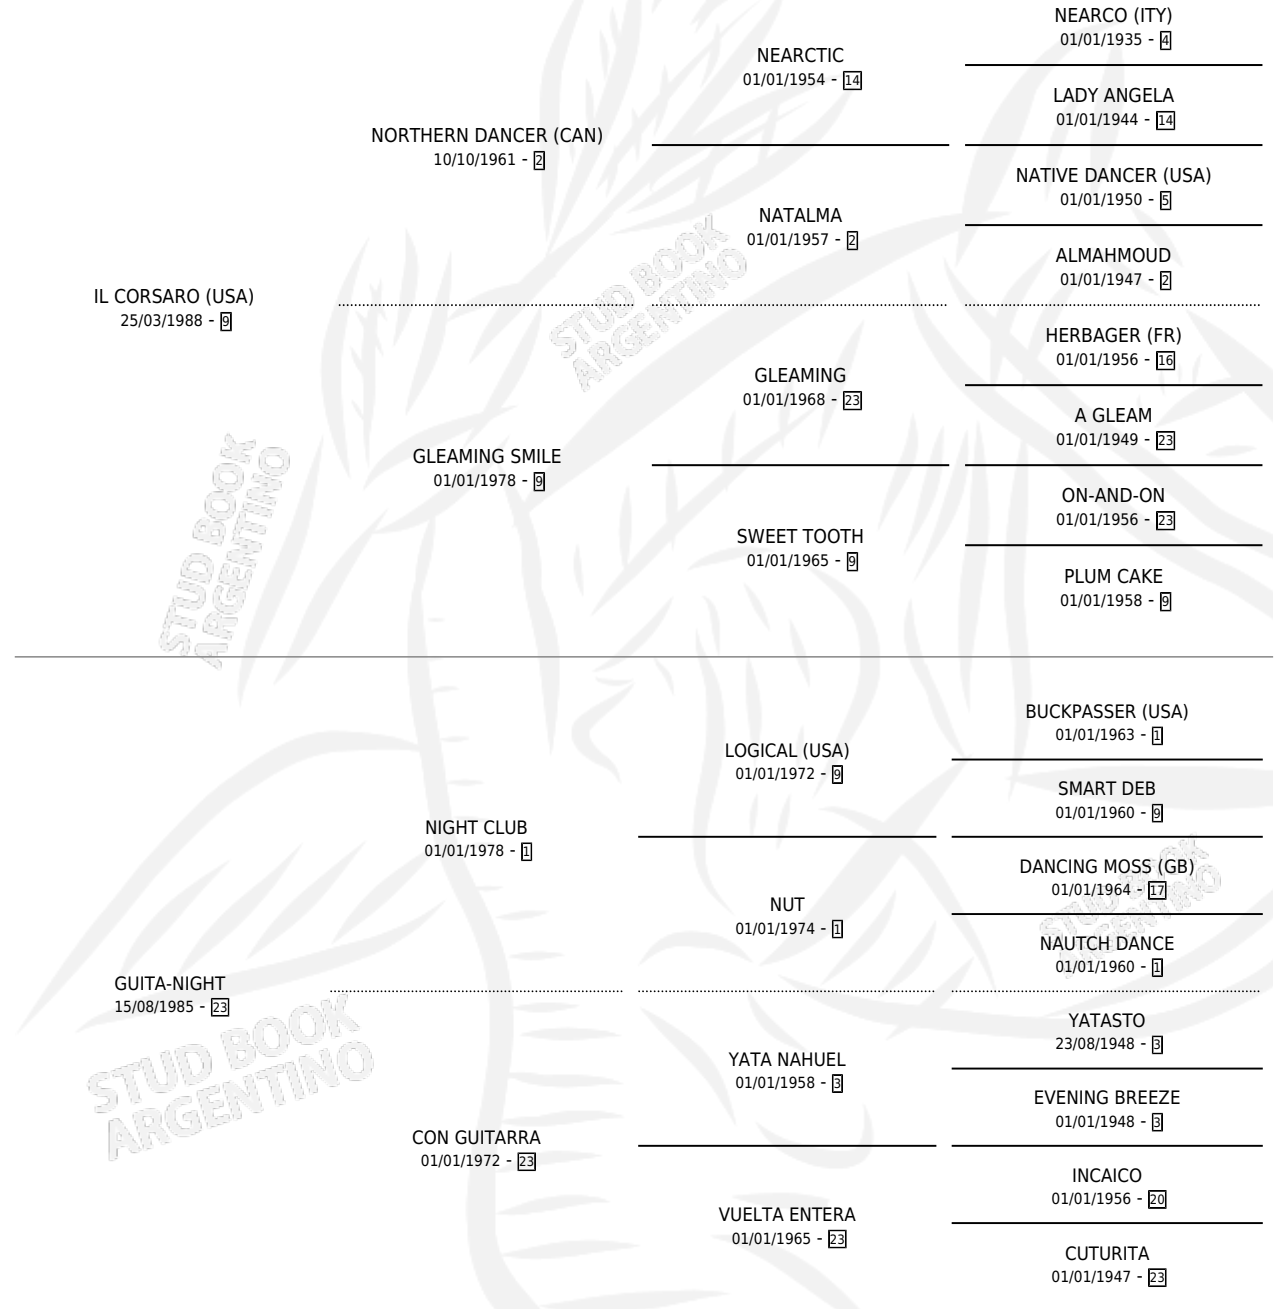 NEARCO (ITY)
01/01/1935 - 4
NEARCTIC
01/01/1954 - 14
LADY ANGELA
01/01/1944 - 14
NORTHERN DANCER (CAN)
10/10/1961 - 2
NATIVE DANCER (USA)
01/01/1950 - 5
NATALMA
01/01/1957 - 2
ALMAHMOUD
01/01/1947 - 2
IL CORSARO (USA)
25/03/1988 - 9
HERBAGER (FR)
01/01/1956 - 16
GLEAMING
01/01/1968 - 23
A GLEAM
01/01/1949 - 23
GLEAMING SMILE
01/01/1978 - 9
ON-AND-ON
01/01/1956 - 23
SWEET TOOTH
01/01/1965 - 9
PLUM CAKE
01/01/1958 - 9
BUCKPASSER (USA)
01/01/1963 - 1
LOGICAL (USA)
01/01/1972 - 9
SMART DEB
01/01/1960 - 9
NIGHT CLUB
01/01/1978 - 1
DANCING MOSS (GB)
01/01/1964 - 17
NUT
01/01/1974 - 1
NAUTCH DANCE
01/01/1960 - 1
GUITA-NIGHT
15/08/1985 - 23
YATASTO
23/08/1948 - 3
YATA NAHUEL
01/01/1958 - 3
EVENING BREEZE
01/01/1948 - 3
CON GUITARRA
01/01/1972 - 23
INCAICO
01/01/1956 - 20
VUELTA ENTERA
01/01/1965 - 23
CUTURITA
01/01/1947 - 23
STUD BOOK
ARGENTINO
STUD BOOK
ARGENTINO
STUD BOOK
ARGENTINO
STUD BOOK
ARGENTINO